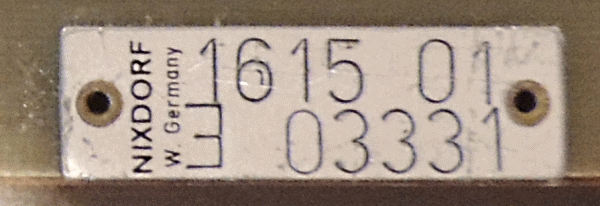 NIXDORF
W. Germany
1615 01
E 03331